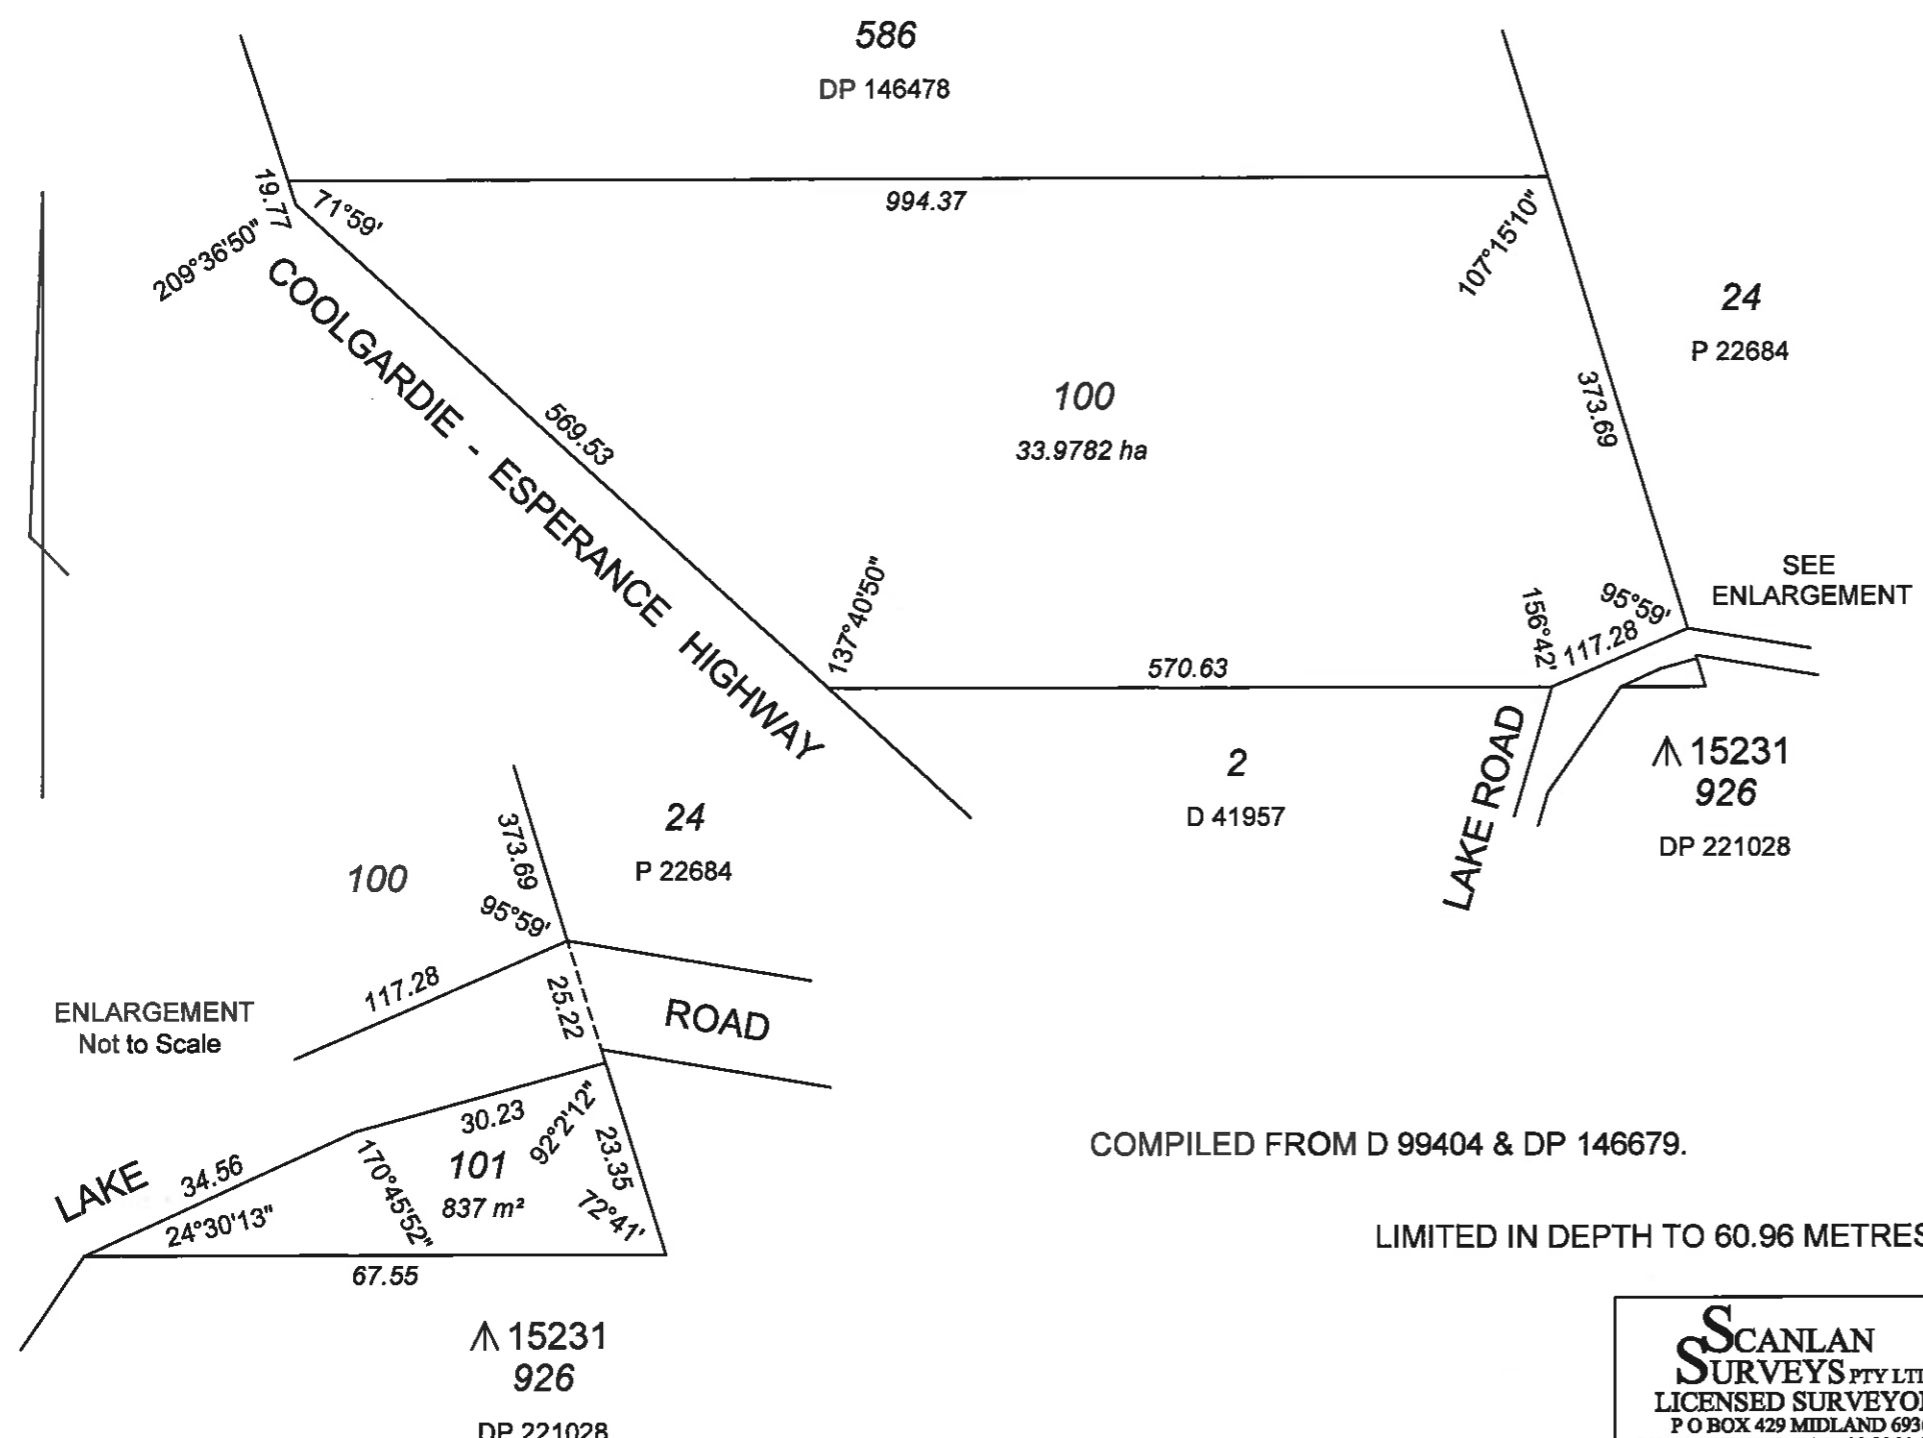 586
DP 146478
19.77
71°59'
994.37
107°15'10"
209°36'50"
COOLGARDIE - ESPERANCE HIGHWAY
24
P 22684
373.69
100
33.9782 ha
569.53
137°40'50"
SEE
ENLARGEMENT
95°59'
156°42'
117.28
570.63
LAKE ROAD
2
D 41957
15231
926
DP 221028
373.69
24
P 22684
100
95°59'
117.28
25.22
ENLARGEMENT
Not to Scale
ROAD
30.23
92°2'12"
COMPILED FROM D 99404 & DP 146679.
LAKE
34.56
170°45'52"
101
837 m²
23.35
72°41'
24°30'13"
67.55
LIMITED IN DEPTH TO 60.96 METRES
15231
926
DP 221028
SCANLAN
SURVEYS PTY LTD
LICENSED SURVEYOR
P O BOX 429 MIDLAND 693